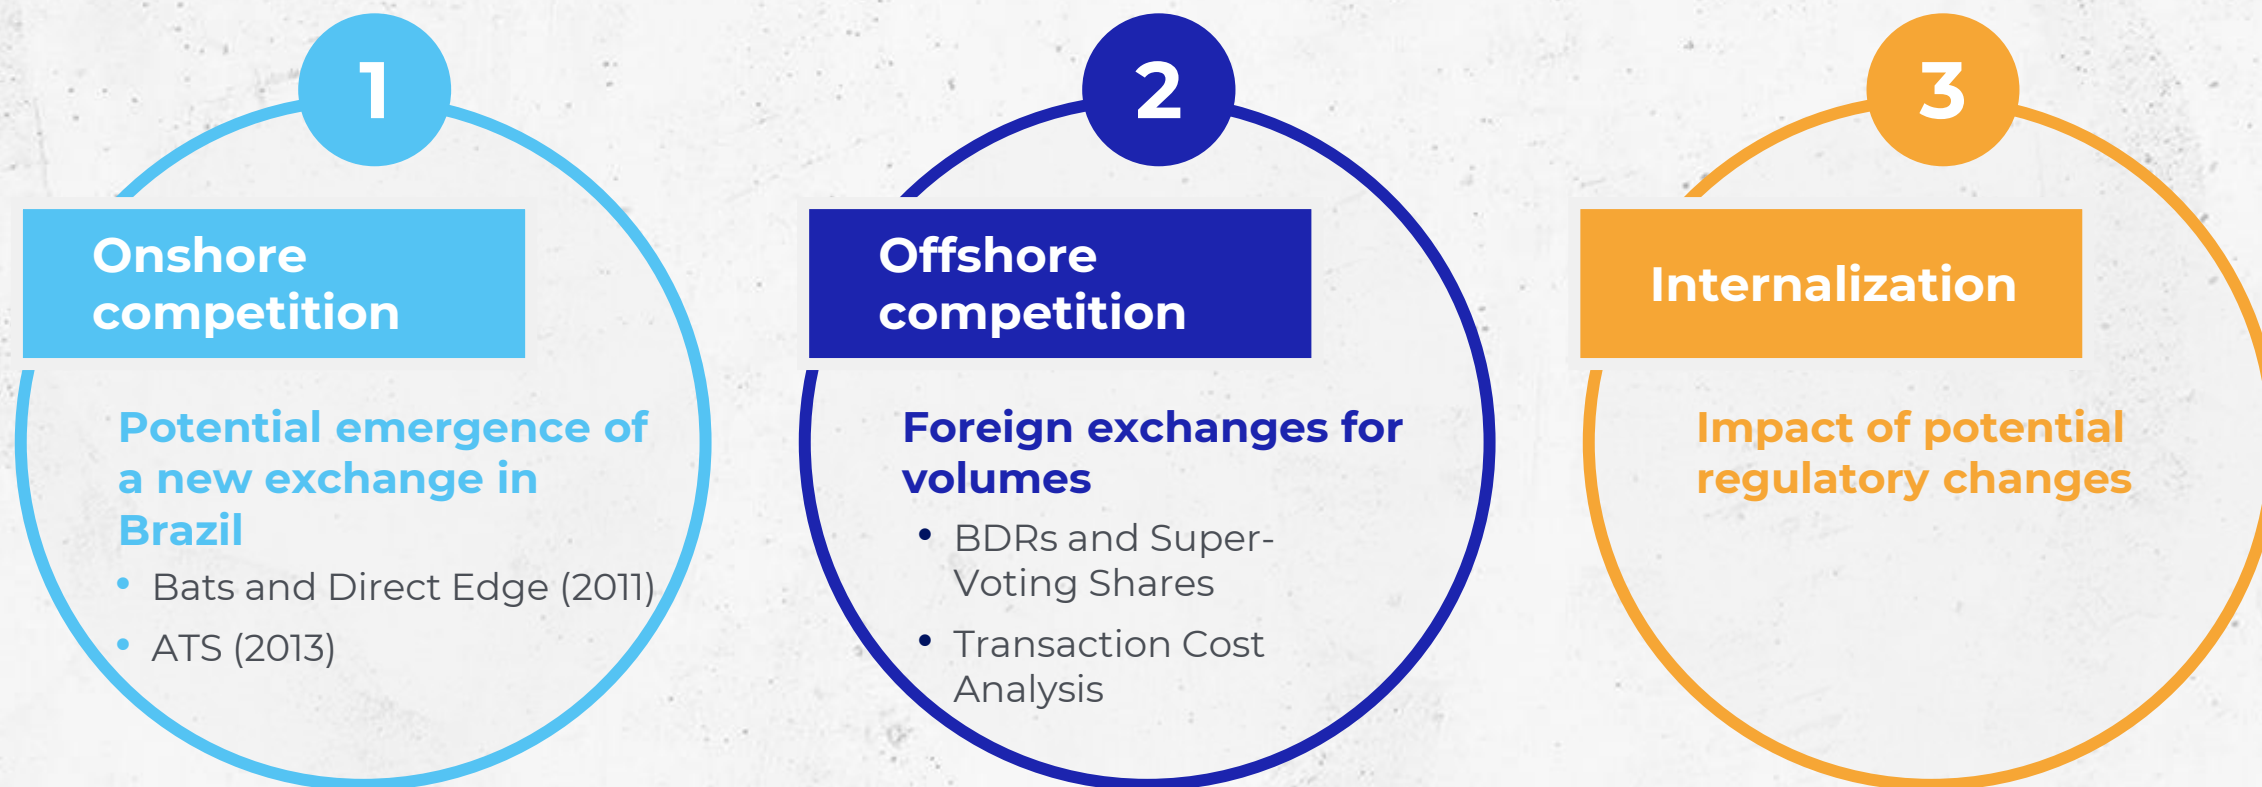 1
Onshore
competition
Potential emergence of
a new exchange in
Brazil
• Bats and Direct Edge (2011)
• ATS (2013)
2
Offshore
competition
Foreign exchanges for
volumes
• BDRs and Super-
Voting Shares
• Transaction Cost
Analysis
3
Internalization
Impact of potential
regulatory changes